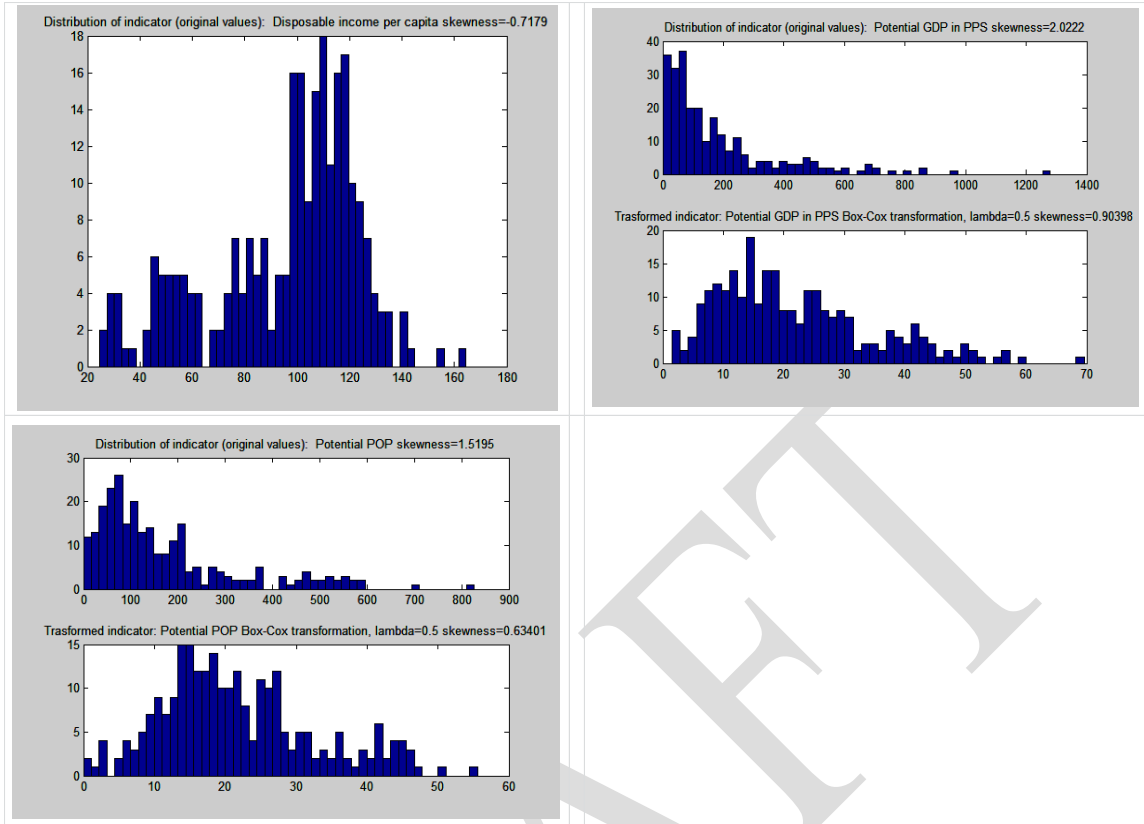 Distribution of indicator (original values): Disposable income per capita skewness=-0.7179
18
16
14
12
10
8
6
4
2
0
20 40 60 80 100 120 140 160 180
Distribution of indicator (original values): Potential GDP in PPS skewness=2.0222
40
30
20
10
0
0 200 400 600 800 1000 1200 1400
Trasformed indicator: Potential GDP in PPS Box-Cox transformation, lambda=0.5 skewness=0.90398
20
15
10
5
0
0 10 20 30 40 50 60 70
Distribution of indicator (original values): Potential POP skewness=1.5195
30
20
10
0
0 100 200 300 400 500 600 700 800 900
Trasformed indicator: Potential POP Box-Cox transformation, lambda=0.5 skewness=0.63401
15
10
5
0
0 10 20 30 40 50 60
AFT